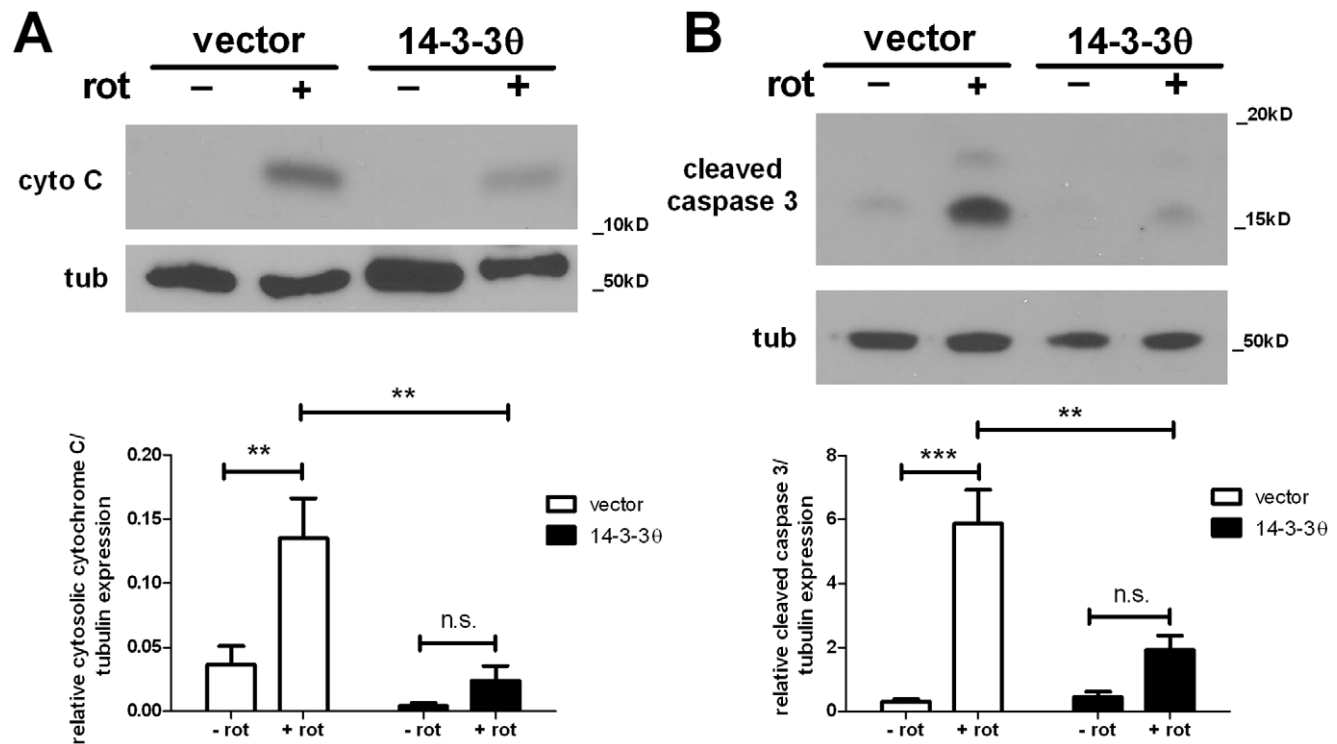 A
vector 14-3-3θ
rot − + − +
cyto C
_10kD
tub
_50kD
**
**
n.s.
relative cytosolic cytochrome C/
tubulin expression
0.20
0.15
0.10
0.05
0.00
- rot + rot - rot + rot
vector
14-3-3θ
B
vector 14-3-3θ
rot − + − +
_20kD
cleaved
caspase 3
_15kD
tub
_50kD
**
***
n.s.
relative cleaved caspase 3/
tubulin expression
8
6
4
2
0
- rot + rot - rot + rot
vector
14-3-3θ